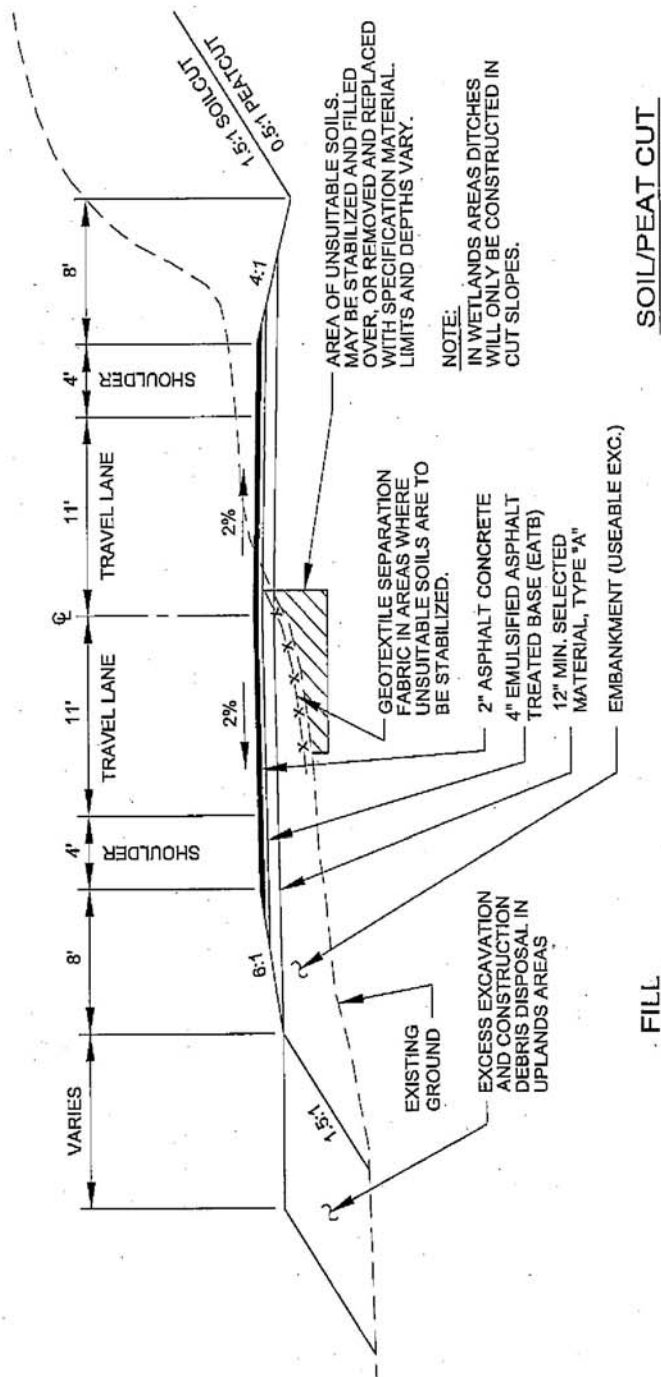 VARIES
8'
4'
11'
℄
11'
4'
8'
SHOULDER
TRAVEL LANE
TRAVEL LANE
SHOULDER
2%
2%
6:1
4:1
1.5:1
1.5:1 SOILCUT
0.5:1 PEATCUT
EXISTING
GROUND
EXCESS EXCAVATION
AND CONSTRUCTION
DEBRIS DISPOSAL IN
UPLANDS AREAS
GEOTEXTILE SEPARATION
FABRIC IN AREAS WHERE
UNSUITABLE SOILS ARE TO
BE STABILIZED.
2" ASPHALT CONCRETE
4" EMULSIFIED ASPHALT
TREATED BASE (EATB)
12" MIN. SELECTED
MATERIAL, TYPE "A"
EMBANKMENT (USEABLE EXC.)
AREA OF UNSUITABLE SOILS.
MAY BE STABILIZED AND FILLED
OVER, OR REMOVED AND REPLACED
WITH SPECIFICATION MATERIAL.
LIMITS AND DEPTHS VARY.
NOTE:
IN WETLANDS AREAS DITCHES
WILL ONLY BE CONSTRUCTED IN
CUT SLOPES.
FILL
SOIL/PEAT CUT